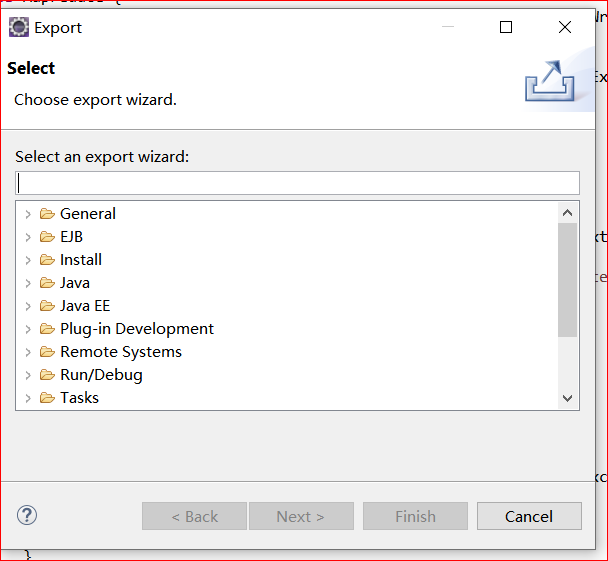 Export
Select
Choose export wizard.
Select an export wizard:
General
EJB
Install
Java
Java EE
Plug-in Development
Remote Systems
Run/Debug
Tasks
? < Back Next > Finish Cancel
}